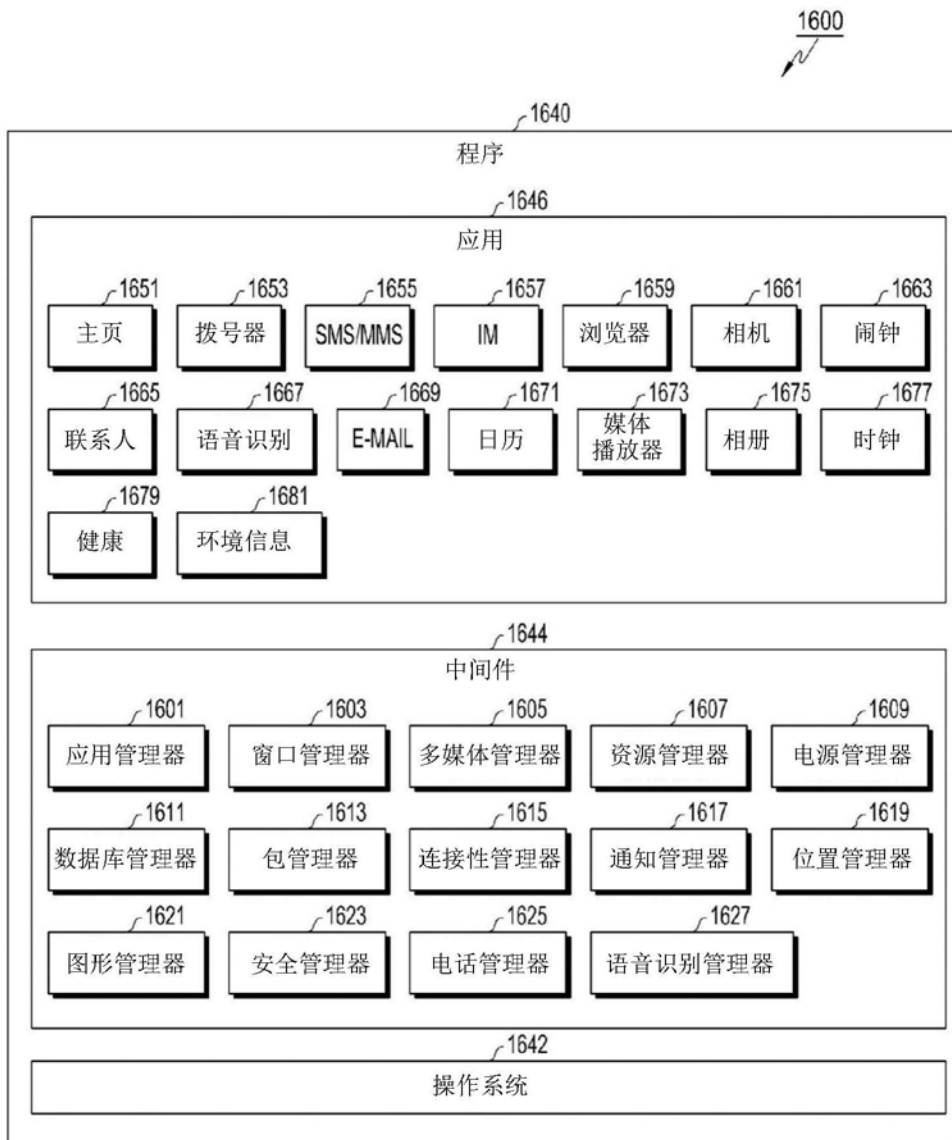 1600
1640
程序
1646
应用
1651 1653 1655 1657 1659 1661 1663
主页 拨号器 SMS/MMS IM 浏览器 相机 闹钟
1665 1667 1669 1671 1673 1675 1677
联系人 语音识别 E-MAIL 日历 媒体 相册 时钟
播放器
1679 1681
健康 环境信息
1644
中间件
1601 1603 1605 1607 1609
应用管理器 窗口管理器 多媒体管理器 资源管理器 电源管理器
1611 1613 1615 1617 1619
数据库管理器 包管理器 连接性管理器 通知管理器 位置管理器
1621 1623 1625 1627
图形管理器 安全管理器 电话管理器 语音识别管理器
1642
操作系统